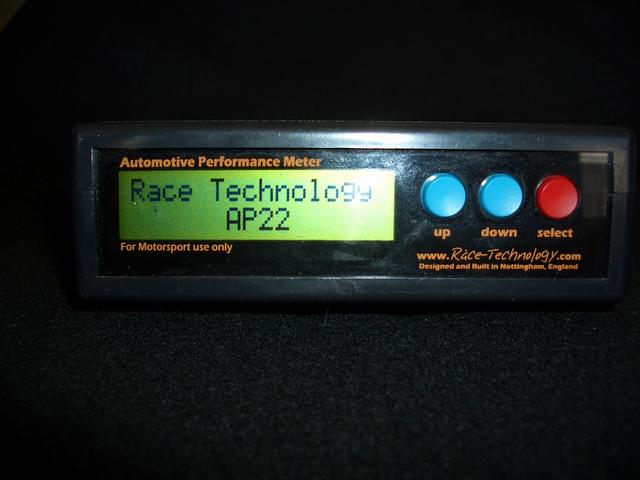 Automotive Performance Meter
Race Technology
AP22
For Motorsport use only
up down select
www.Race-Technology.com
Designed and Built in Nottingham, England